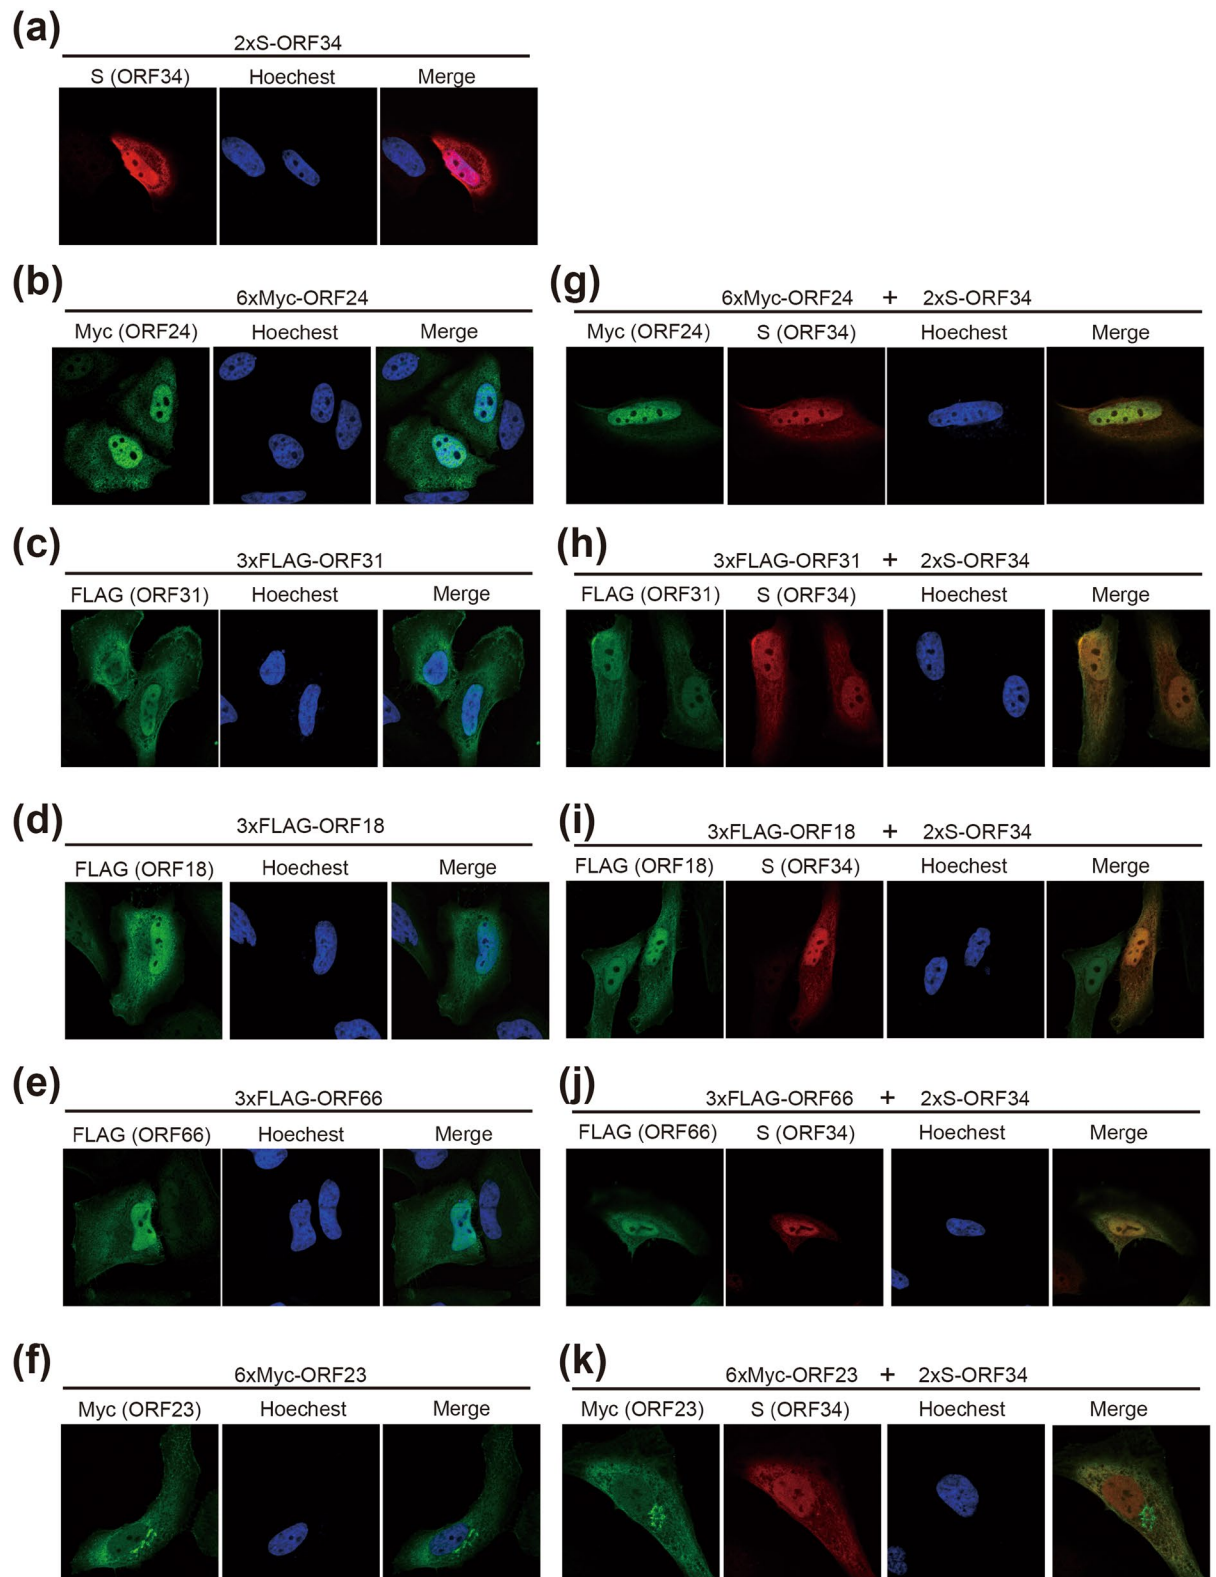 (a)
2xS-ORF34
S (ORF34) Hoechest Merge
(b)
6xMyc-ORF24
Myc (ORF24) Hoechest Merge
(g)
6xMyc-ORF24 + 2xS-ORF34
Myc (ORF24) S (ORF34) Hoechest Merge
(c)
3xFLAG-ORF31
FLAG (ORF31) Hoechest Merge
(h)
3xFLAG-ORF31 + 2xS-ORF34
FLAG (ORF31) S (ORF34) Hoechest Merge
(d)
3xFLAG-ORF18
FLAG (ORF18) Hoechest Merge
(i)
3xFLAG-ORF18 + 2xS-ORF34
FLAG (ORF18) S (ORF34) Hoechest Merge
(e)
3xFLAG-ORF66
FLAG (ORF66) Hoechest Merge
(j)
3xFLAG-ORF66 + 2xS-ORF34
FLAG (ORF66) S (ORF34) Hoechest Merge
(f)
6xMyc-ORF23
Myc (ORF23) Hoechest Merge
(k)
6xMyc-ORF23 + 2xS-ORF34
Myc (ORF23) S (ORF34) Hoechest Merge